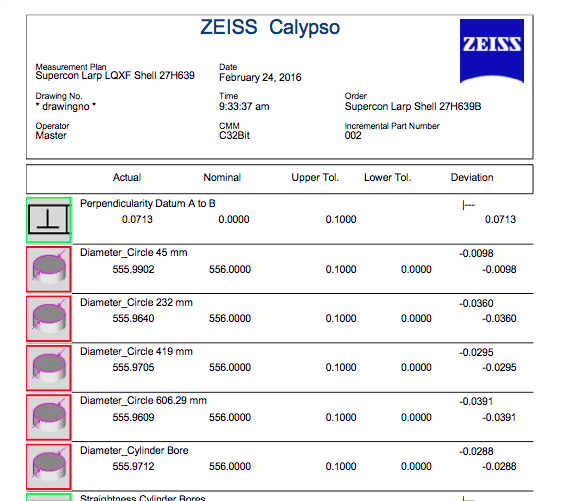 ZEISS Calypso
ZEISS
Measurement Plan
Supercon Larp LQXF Shell 27H639
Date
February 24, 2016
Drawing No.
* drawingno *
Time
9:33:37 am
Order
Supercon Larp Shell 27H639B
Operator
Master
CMM
C32Bit
Incremental Part Number
002
Actual Nominal Upper Tol. Lower Tol. Deviation
Perpendicularity Datum A to B |---
0.0713 0.0000 0.1000 0.0713
Diameter_Circle 45 mm -0.0098
555.9902 556.0000 0.1000 0.0000 -0.0098
Diameter_Circle 232 mm -0.0360
555.9640 556.0000 0.1000 0.0000 -0.0360
Diameter_Circle 419 mm -0.0295
555.9705 556.0000 0.1000 0.0000 -0.0295
Diameter_Circle 606.29 mm -0.0391
555.9609 556.0000 0.1000 0.0000 -0.0391
Diameter_Cylinder Bore -0.0288
555.9712 556.0000 0.1000 0.0000 -0.0288
Straightness Cylinder Bores |---